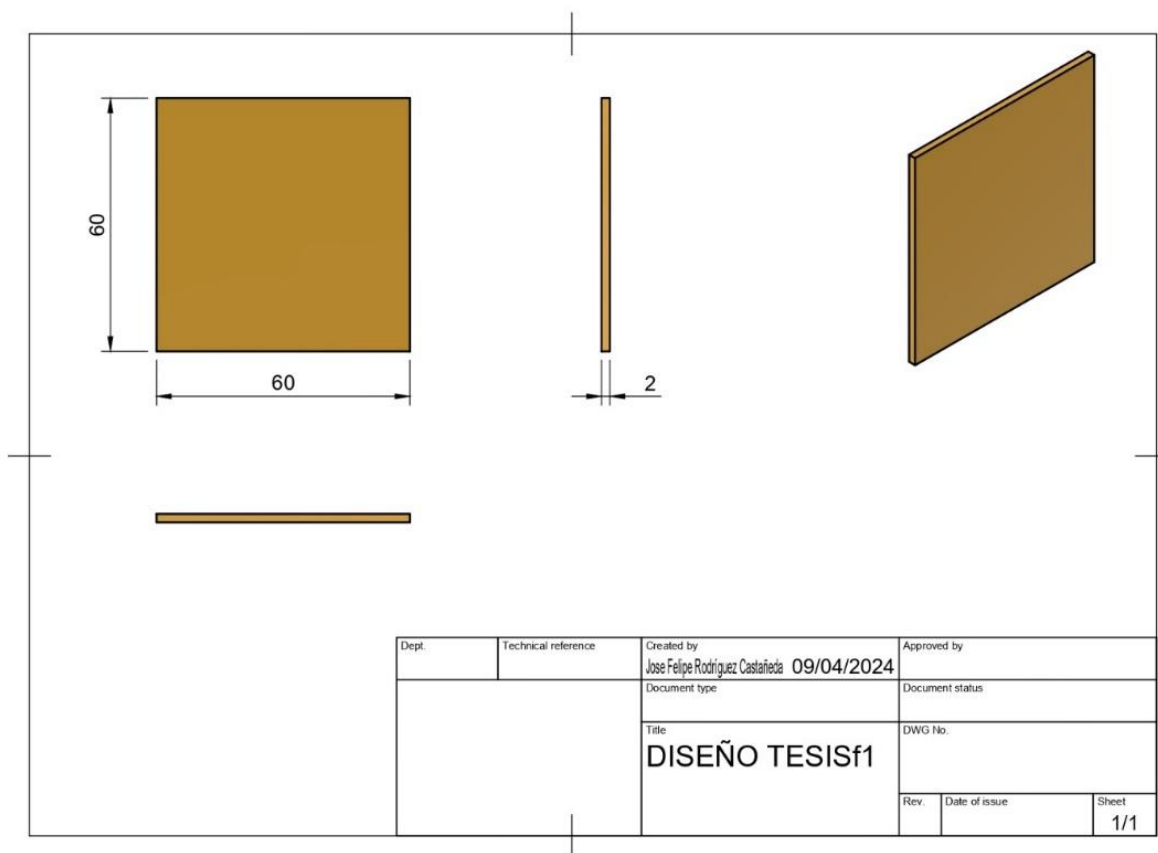 60
60
2
Dept.
Technical reference
Created by
Jose Felipe Rodriguez Castañeda 09/04/2024
Approved by
Document type
Document status
Title
DISEÑO TESISf1
DWG No.
Rev.
Date of issue
Sheet
1/1